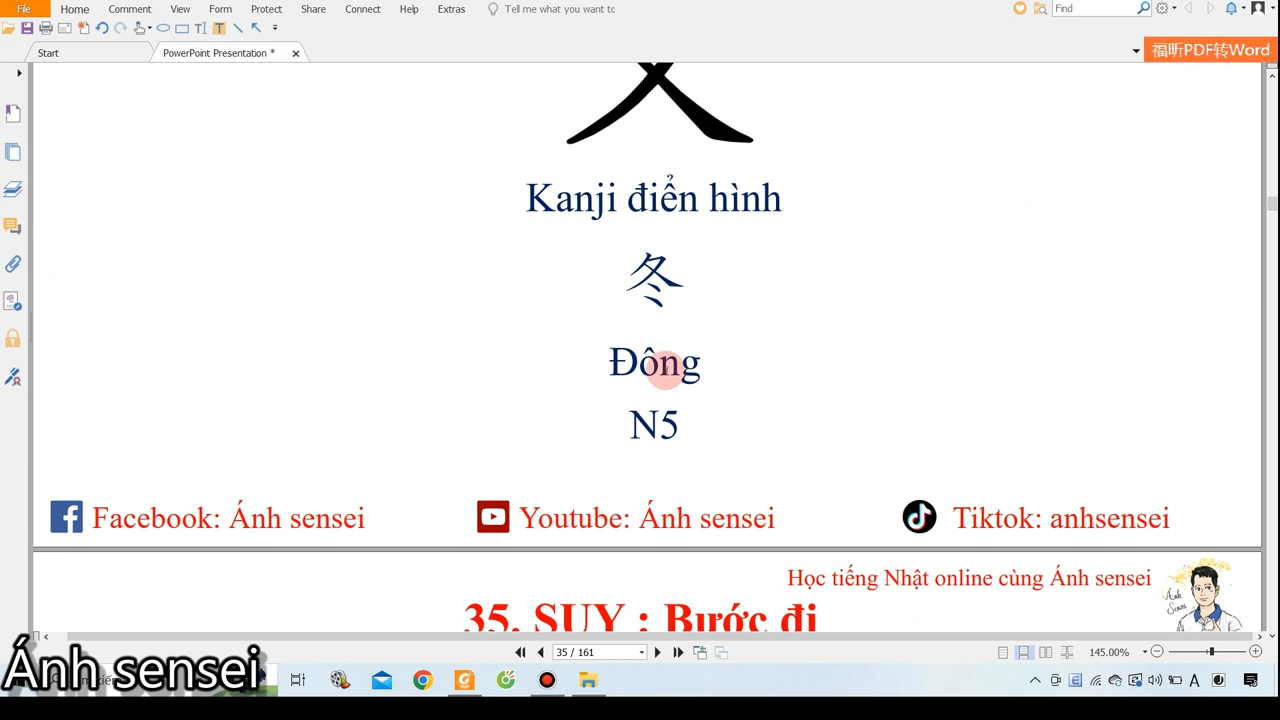 File Home Comment View Form Protect Share Connect Help Extras Tell me what you want to Find
Start PowerPoint Presentation * 福昕PDF转Word
Kanji điển hình
冬
Đông
N5
Facebook: Ánh sensei Youtube: Ánh sensei Tiktok: anhsensei
Học tiếng Nhật online cùng Ánh sensei
Ánh Sensei
35. SUY : Bước đi
35 / 161 145.00%
Ánh sensei